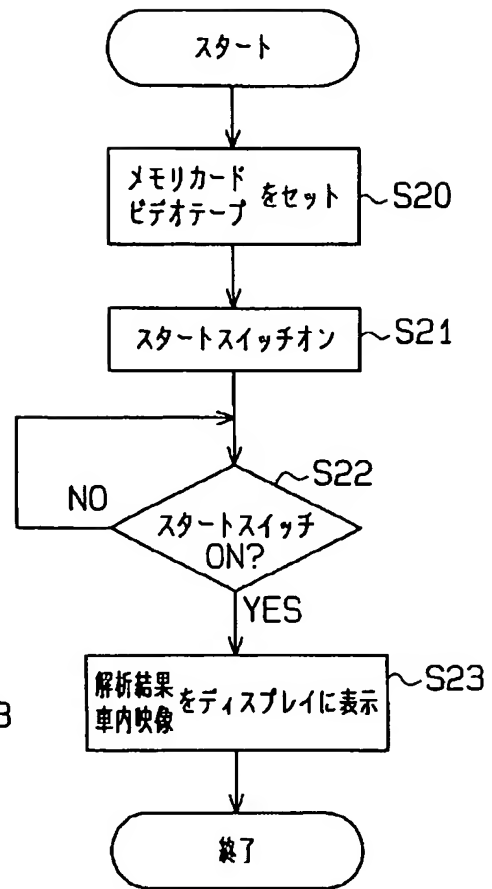 スタート
メモリカード
ビデオテープ をセット
S20
スタートスイッチオン
S21
S22
NO
スタートスイッチ
ON?
YES
解析結果
車内映像 をディスプレイに表示
S23
終了